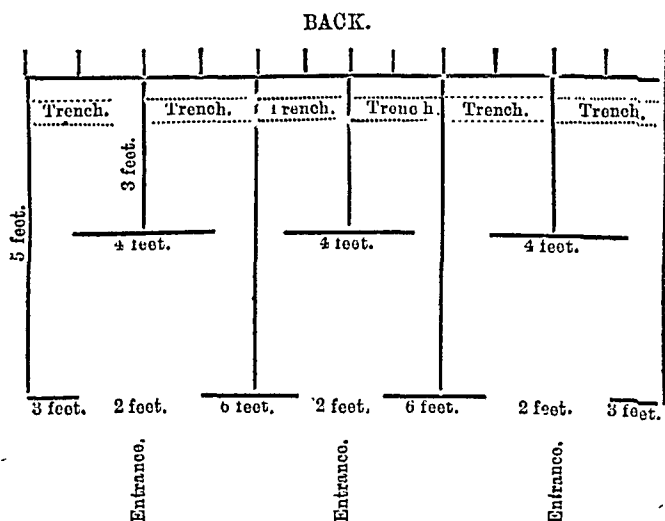 BACK.
Trench. Trench. Trench. Trench. Trench. Trench.
3 feet.
5 feet.
4 feet. 4 feet. 4 feet.
3 feet. 2 feet. 6 feet. 2 feet. 6 feet. 2 feet. 3 feet.
Entrance. Entrance. Entrance.